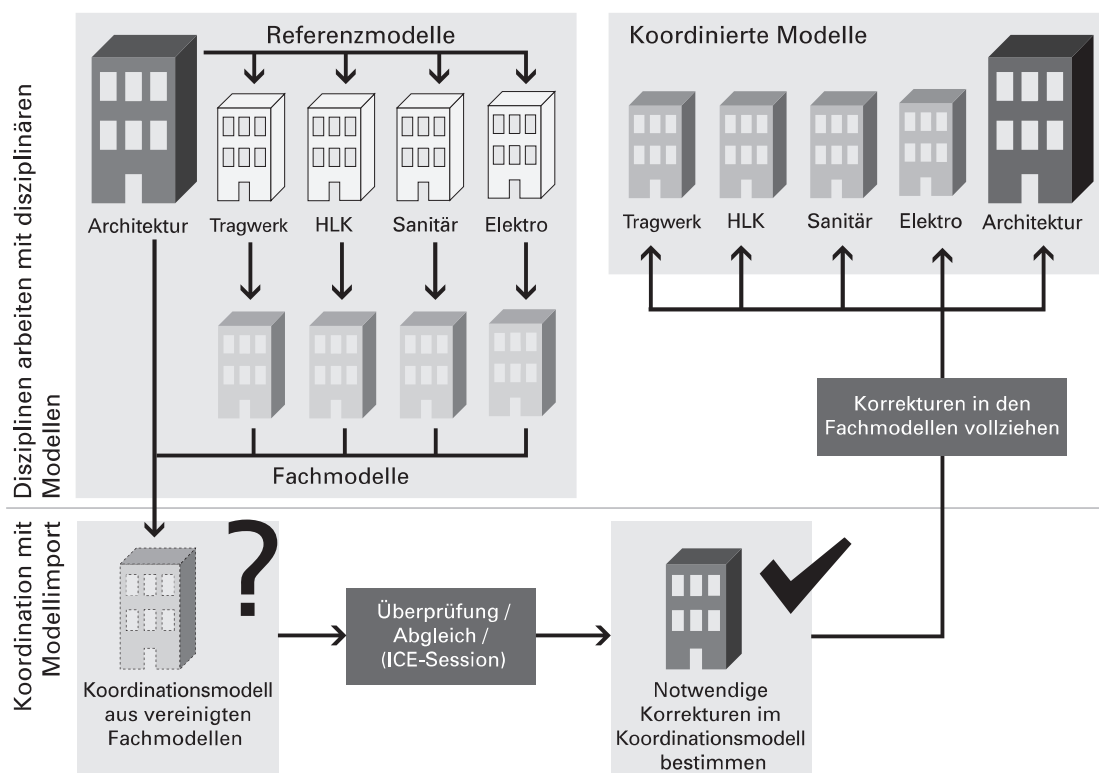 Disziplinen arbeiten mit disziplinären
Modellen
Referenzmodelle
Architektur
Tragwerk
HLK
Sanitär
Elektro
Fachmodelle
Koordinierte Modelle
Tragwerk
HLK
Sanitär
Elektro
Architektur
Korrekturen in den
Fachmodellen vollziehen
Koordination mit
Modellimport
?
Koordinationsmodell
aus vereinigten
Fachmodellen
Überprüfung /
Abgleich /
(ICE-Session)
Notwendige
Korrekturen im
Koordinationsmodell
bestimmen